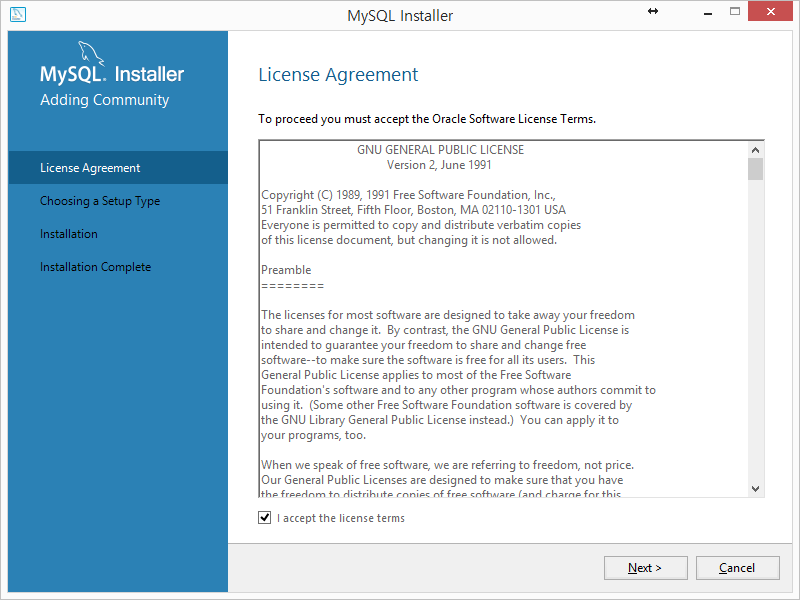 MySQL Installer
MySQL. Installer
Adding Community
License Agreement
Choosing a Setup Type
Installation
Installation Complete
License Agreement
To proceed you must accept the Oracle Software License Terms.
GNU GENERAL PUBLIC LICENSE
Version 2, June 1991
Copyright (C) 1989, 1991 Free Software Foundation, Inc.,
51 Franklin Street, Fifth Floor, Boston, MA 02110-1301 USA
Everyone is permitted to copy and distribute verbatim copies
of this license document, but changing it is not allowed.
Preamble
========
The licenses for most software are designed to take away your freedom
to share and change it. By contrast, the GNU General Public License is
intended to guarantee your freedom to share and change free
software--to make sure the software is free for all its users. This
General Public License applies to most of the Free Software
Foundation's software and to any other program whose authors commit to
using it. (Some other Free Software Foundation software is covered by
the GNU Library General Public License instead.) You can apply it to
your programs, too.
When we speak of free software, we are referring to freedom, not price.
Our General Public Licenses are designed to make sure that you have
the freedom to distribute copies of free software (and charge for this
I accept the license terms
Next >
Cancel